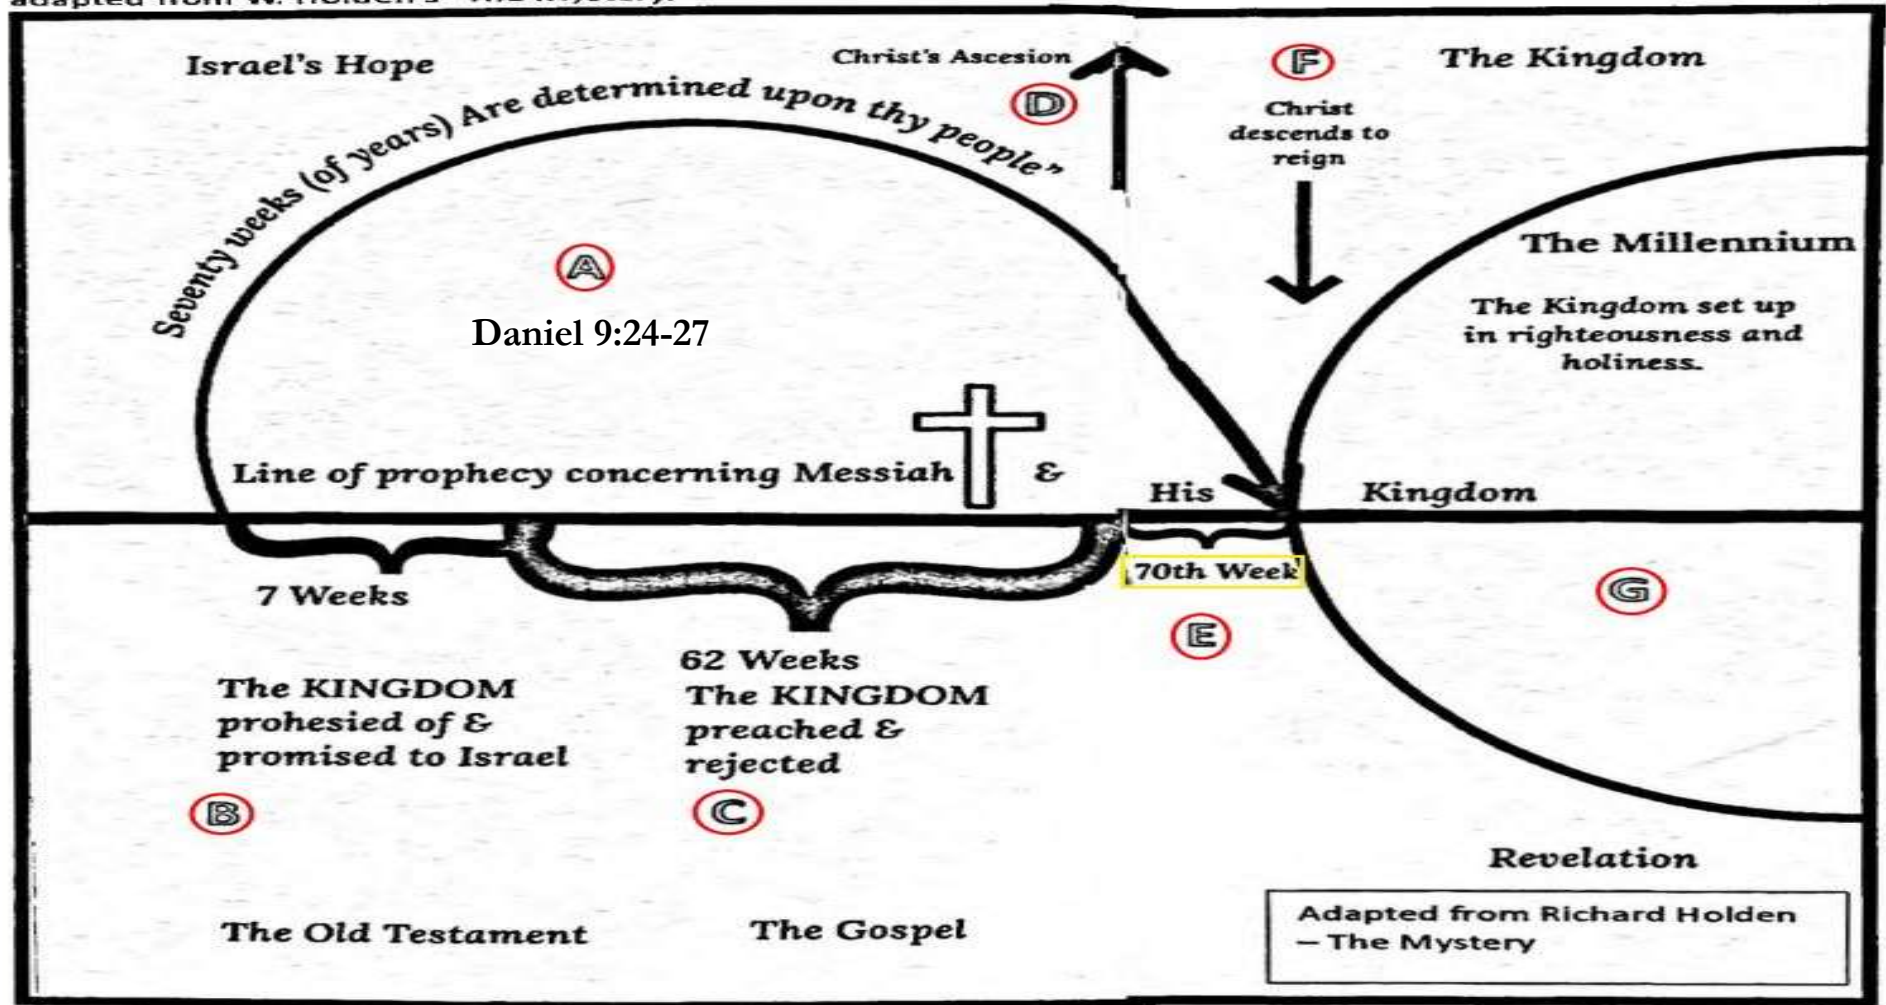 Israel's Hope
Christ's Ascesion
D
F
The Kingdom
Seventy weeks (of years) Are determined upon thy people"
Christ
descends to
reign
A
Daniel 9:24-27
The Millennium
The Kingdom set up
in righteousness and
holiness.
Line of prophecy concerning Messiah & His Kingdom
7 Weeks
70th Week
E
G
The KINGDOM
prohesied of &
promised to Israel
B
62 Weeks
The KINGDOM
preached &
rejected
C
Revelation
The Old Testament
The Gospel
Adapted from Richard Holden
– The Mystery